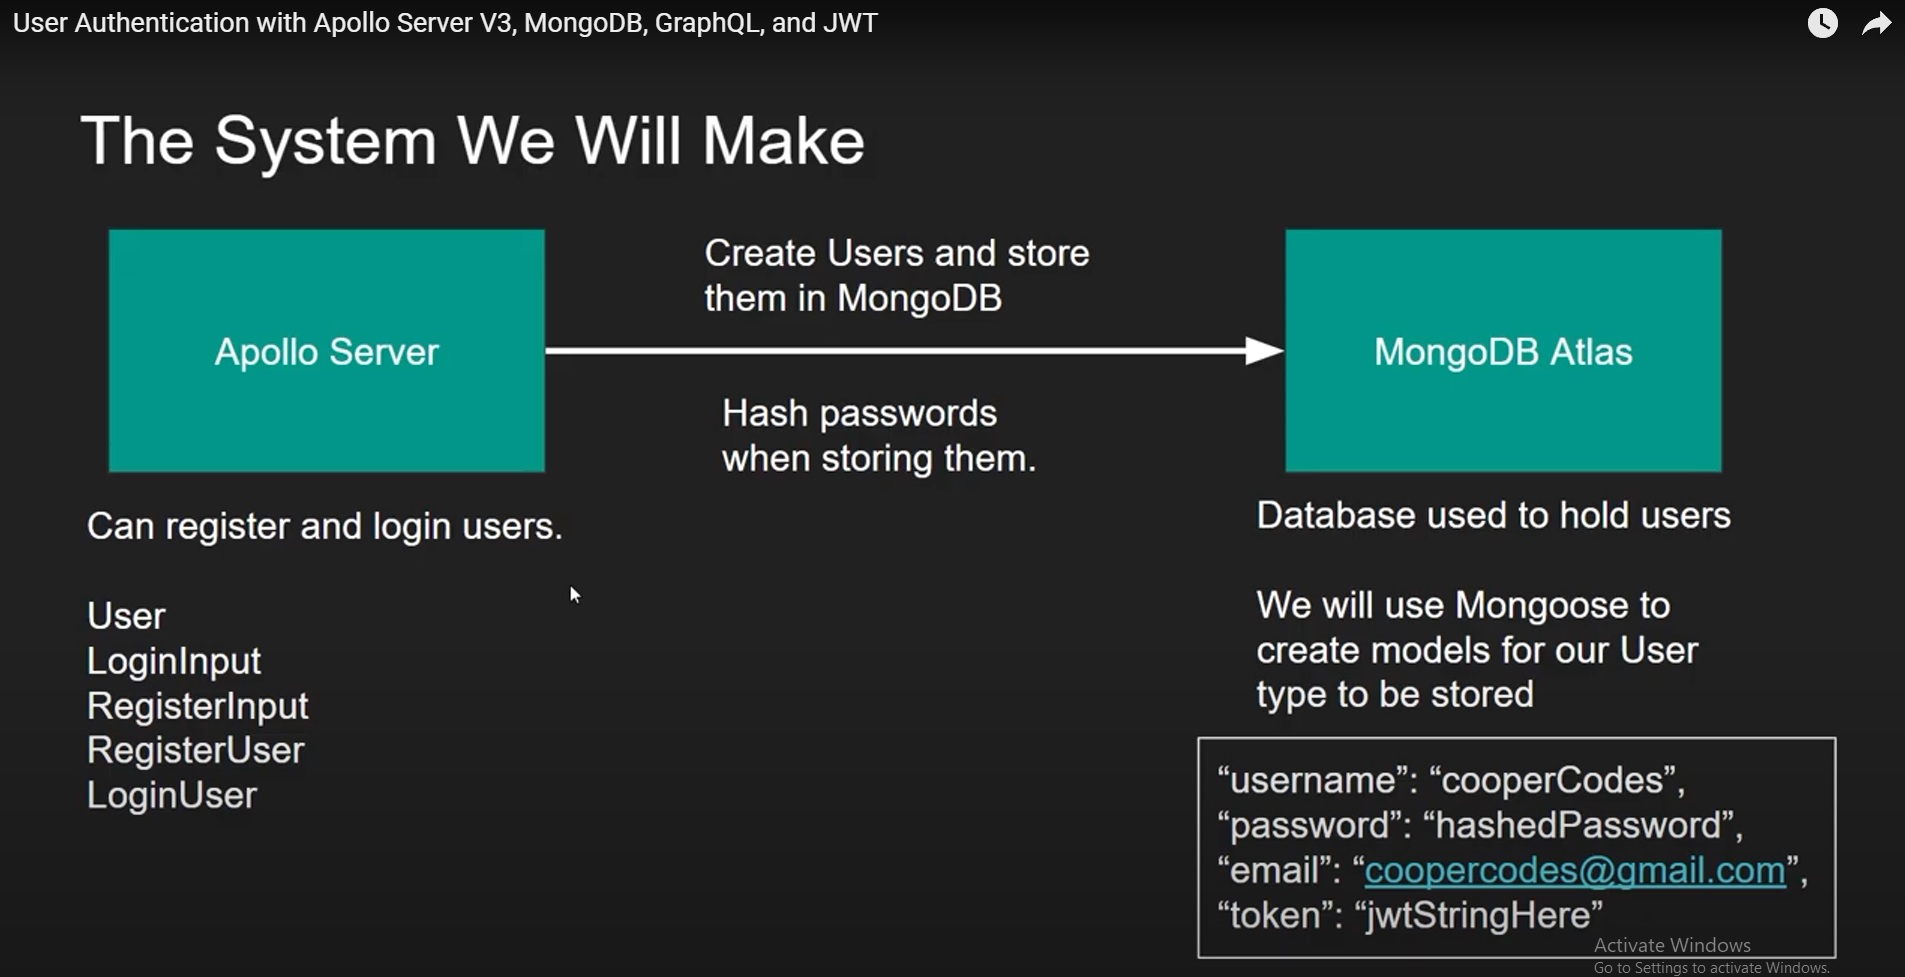 User Authentication with Apollo Server V3, MongoDB, GraphQL, and JWT
The System We Will Make
Apollo Server
Create Users and store
them in MongoDB
Hash passwords
when storing them.
MongoDB Atlas
Can register and login users.
User
LoginInput
RegisterInput
RegisterUser
LoginUser
Database used to hold users
We will use Mongoose to
create models for our User
type to be stored
“username”: “cooperCodes”,
“password”: “hashedPassword”,
“email”: “coopercodes@gmail.com”,
“token”: “jwtStringHere”
Activate Windows
Go to Settings to activate Windows.